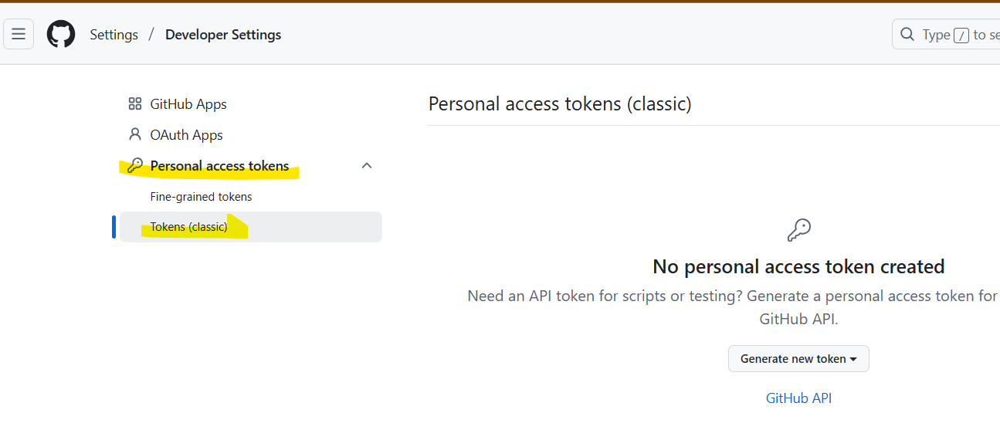 Settings / Developer Settings
Type / to se
GitHub Apps
OAuth Apps
Personal access tokens
Fine-grained tokens
Tokens (classic)
Personal access tokens (classic)
No personal access token created
Need an API token for scripts or testing? Generate a personal access token for
GitHub API.
Generate new token
GitHub API